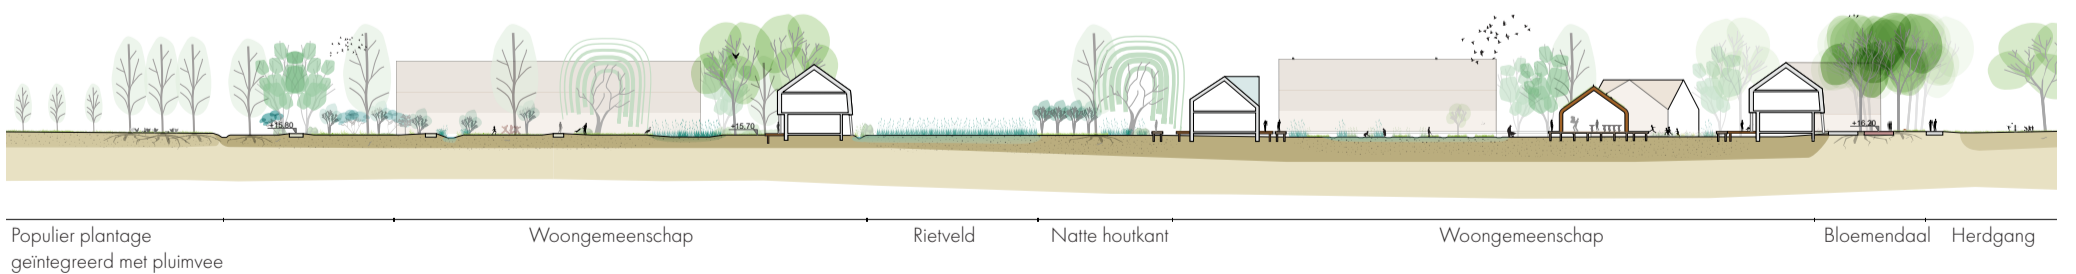 +15.80
+15.70
+16.20
Populier plantage
geïntegreerd met pluimvee
Woongemeenschap
Rietveld
Natte houtkant
Woongemeenschap
Bloemendaal
Herdgang